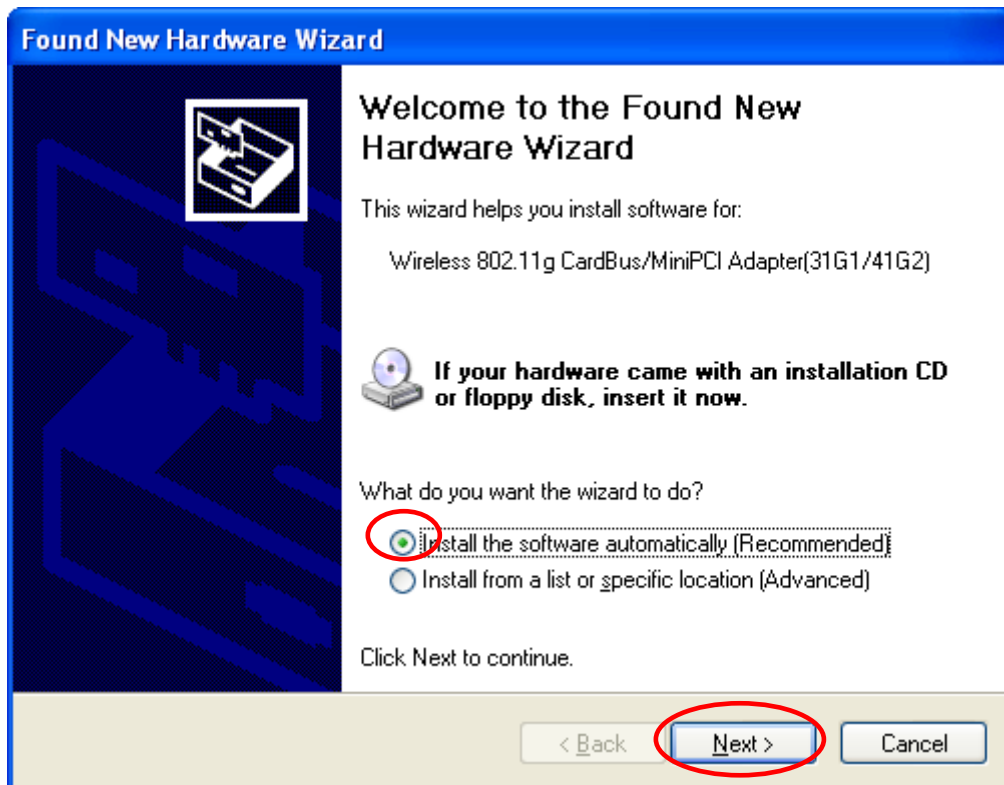 Found New Hardware Wizard
Welcome to the Found New
Hardware Wizard
This wizard helps you install software for:
Wireless 802.11g CardBus/MiniPCI Adapter(31G1/41G2)
If your hardware came with an installation CD
or floppy disk, insert it now.
What do you want the wizard to do?
Install the software automatically (Recommended)
Install from a list or specific location (Advanced)
Click Next to continue.
< Back Next > Cancel